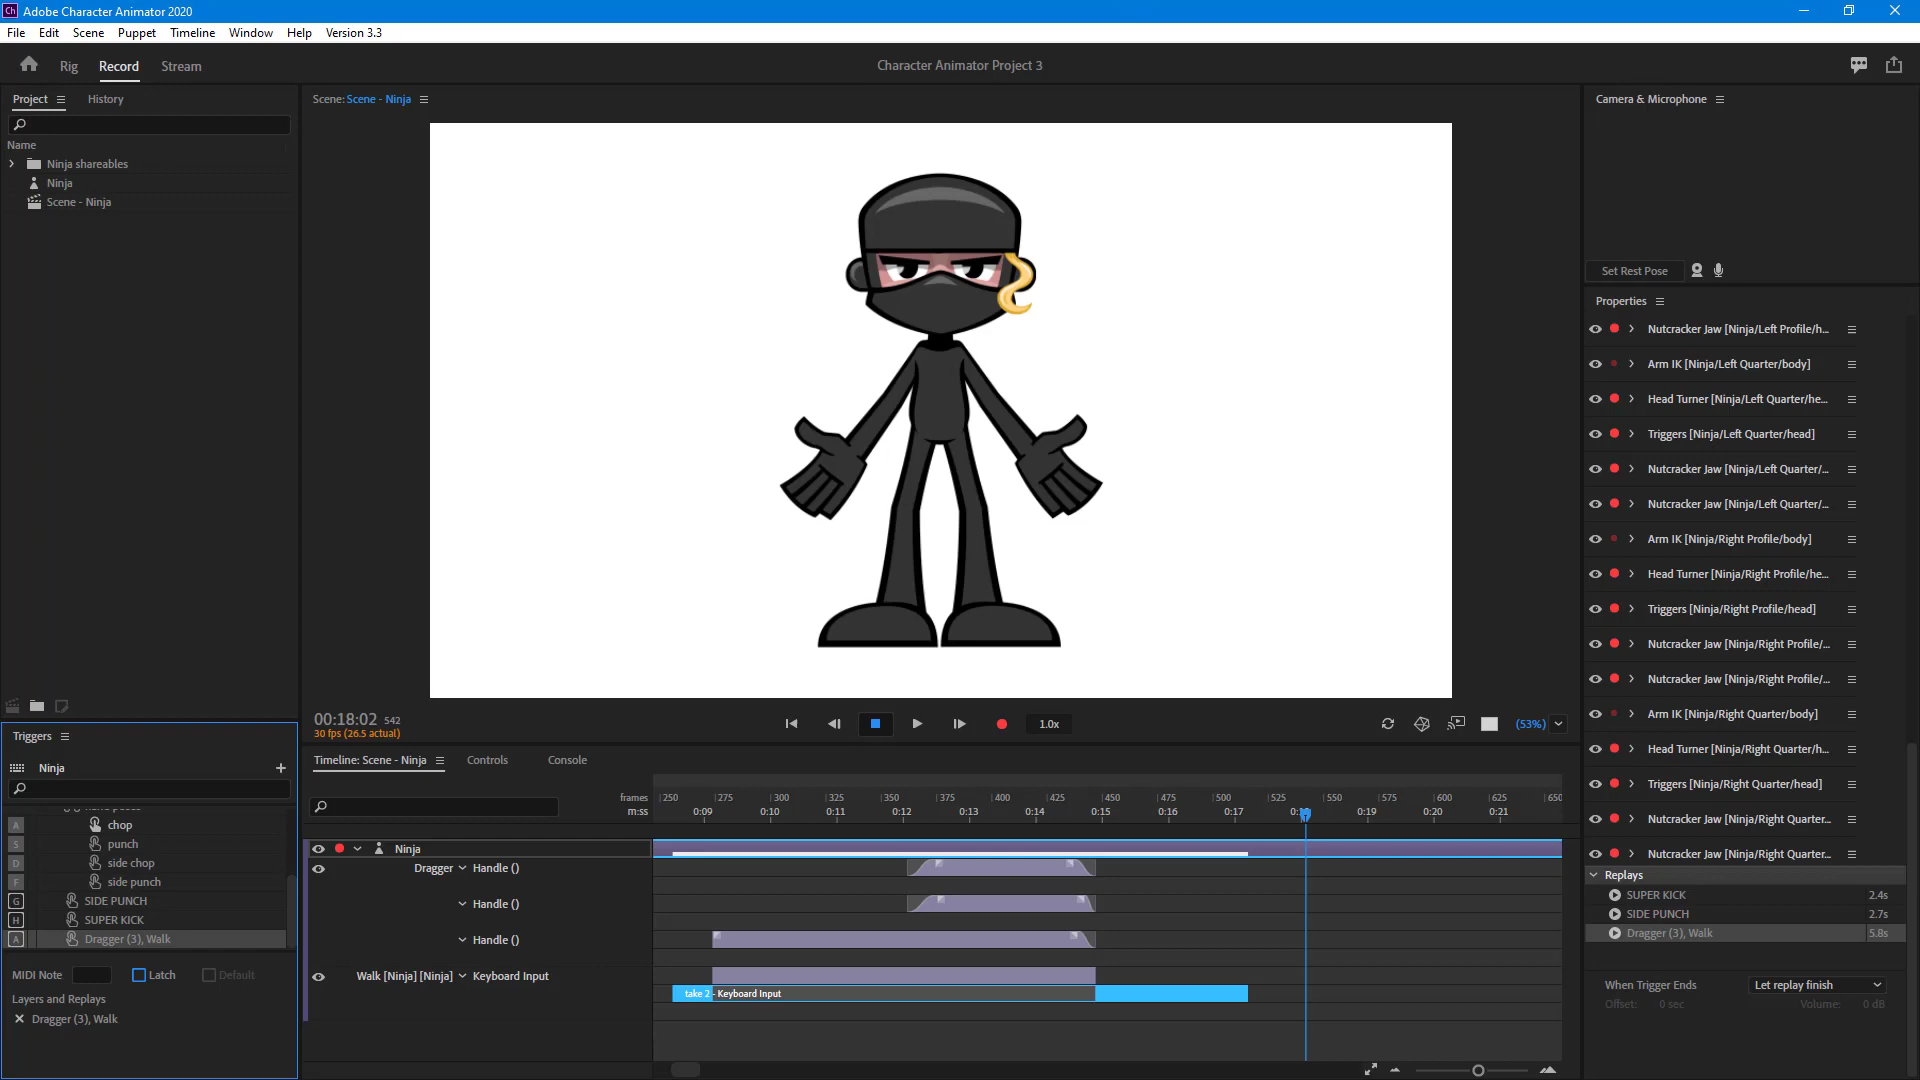 Ch Adobe Character Animator 2020
File Edit Scene Puppet Timeline Window Help Version 3.3
Rig Record Stream
Character Animator Project 3
Project History
Name
Ninja shareables
Ninja
Scene - Ninja
Scene: Scene - Ninja
Camera & Microphone
Set Rest Pose
Properties
Nutcracker Jaw [Ninja/Left Profile/h...
Arm IK [Ninja/Left Quarter/body]
Head Turner [Ninja/Left Quarter/he...
Triggers [Ninja/Left Quarter/head]
Nutcracker Jaw [Ninja/Left Quarter/...
Nutcracker Jaw [Ninja/Left Quarter/...
Arm IK [Ninja/Right Profile/body]
Head Turner [Ninja/Right Profile/he...
Triggers [Ninja/Right Profile/head]
Nutcracker Jaw [Ninja/Right Profile/...
Nutcracker Jaw [Ninja/Right Profile/...
Arm IK [Ninja/Right Quarter/body]
Head Turner [Ninja/Right Quarter/h...
Triggers [Ninja/Right Quarter/head]
Nutcracker Jaw [Ninja/Right Quarter...
Nutcracker Jaw [Ninja/Right Quarter...
Replays
SUPER KICK 2.4s
SIDE PUNCH 2.7s
Dragger (3), Walk 5.8s
When Trigger Ends Let replay finish
Offset: 0 sec Volume: 0 dB
00:18:02 542
30 fps (26.5 actual)
1.0x
(53%)
Triggers
Ninja
A chop
S punch
D side chop
F side punch
G SIDE PUNCH
H SUPER KICK
A Dragger (3), Walk
MIDI Note Latch Default
Layers and Replays
Dragger (3), Walk
Timeline: Scene - Ninja Controls Console
frames 250 275 300 325 350 375 400 425 450 475 500 525 550 575 600 625 650
m:ss 0:09 0:10 0:11 0:12 0:13 0:14 0:15 0:16 0:17 0:19 0:20 0:21
Ninja
Dragger Handle ()
Handle ()
Handle ()
Walk [Ninja] [Ninja] Keyboard Input
take 2 - Keyboard Input